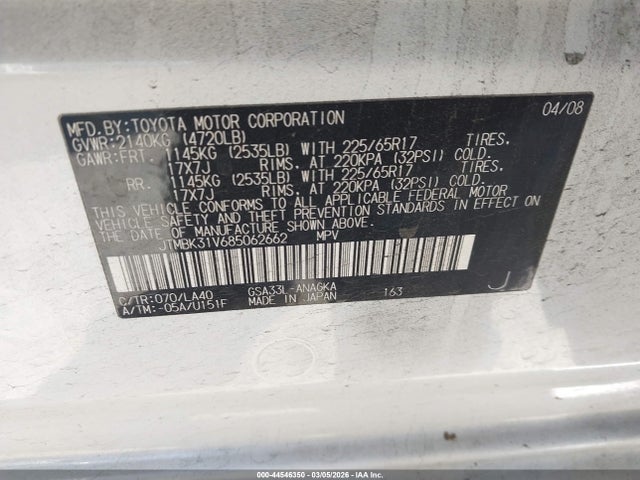 MFD.BY:TOYOTA MOTOR CORPORATION 04/08
GVWR:2140KG (4720LB)
GAWR:FRT. 1145KG (2535LB) WITH 225/65R17 TIRES.
17X7J RIMS. AT 220KPA (32PSI) COLD.
RR. 1145KG (2535LB) WITH 225/65R17 TIRES.
17X7J RIMS. AT 220KPA (32PSI) COLD.
THIS VEHICLE CONFORMS TO ALL APPLICABLE FEDERAL MOTOR
VEHICLE SAFETY AND THEFT PREVENTION STANDARDS IN EFFECT ON
THE DATE OF MANUFACTURE SHOWN ABOVE.
JTMBK31V685062662 MPV
C/TR:070/LA40 GSA33L-ANAGKA 163 J
A/TM:-05A/U151F MADE IN JAPAN
000-44546350 | 03/05/2026 - IAA